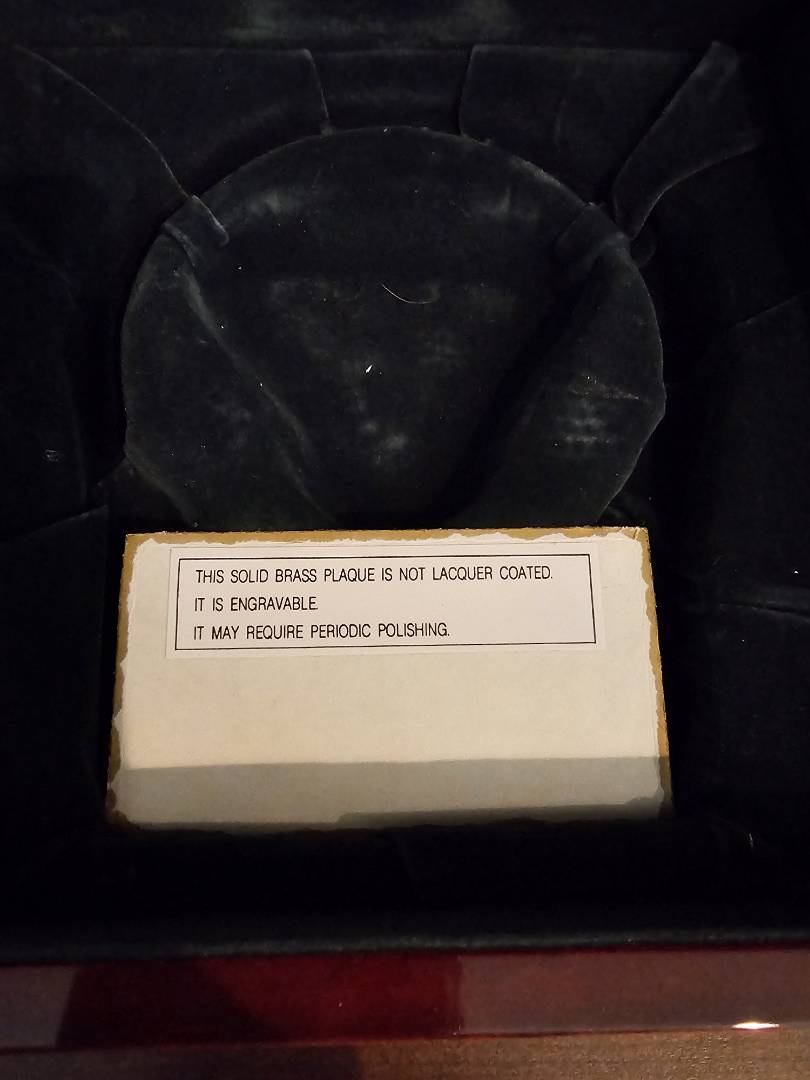 THIS SOLID BRASS PLAQUE IS NOT LACQUER COATED.
IT IS ENGRAVABLE.
IT MAY REQUIRE PERIODIC POLISHING.